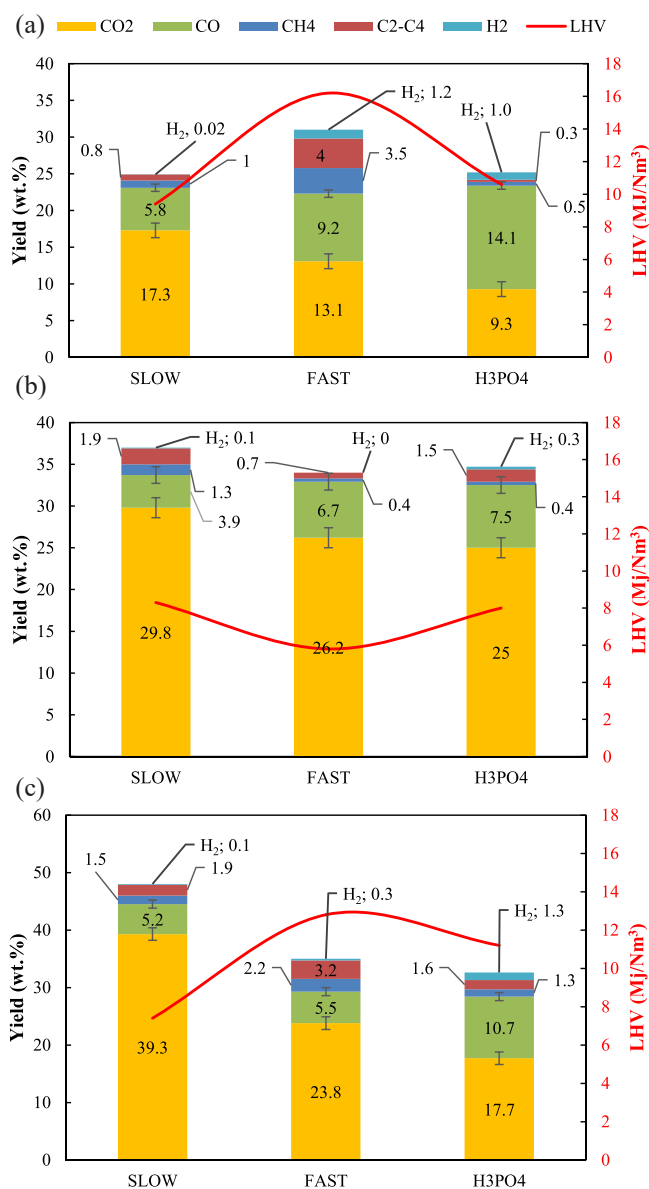 (a) CO2 CO CH4 C2-C4 H2 LHV
40 35 30 25 20 15 10 5 0
Yield (wt.%)
18 16 14 12 10 8 6 4 2 0
LHV (MJ/Nm³)
H₂, 0.02
0.8
1
5.8
17.3
H₂; 1.2
4
3.5
9.2
13.1
H₂; 1.0
0.3
0.5
14.1
9.3
SLOW FAST H3PO4
(b)
40 35 30 25 20 15 10 5 0
Yield (wt.%)
18 16 14 12 10 8 6 4 2 0
LHV (Mj/Nm³)
1.9
H₂; 0.1
1.3
3.9
29.8
H₂; 0
0.7
0.4
6.7
26.2
H₂; 0.3
1.5
0.4
7.5
25
SLOW FAST H3PO4
(c)
60 50 40 30 20 10 0
Yield (wt.%)
18 16 14 12 10 8 6 4 2 0
LHV (Mj/Nm³)
H₂; 0.1
1.5
1.9
5.2
39.3
H₂; 0.3
2.2
3.2
5.5
23.8
H₂; 1.3
1.6
1.3
10.7
17.7
SLOW FAST H3PO4